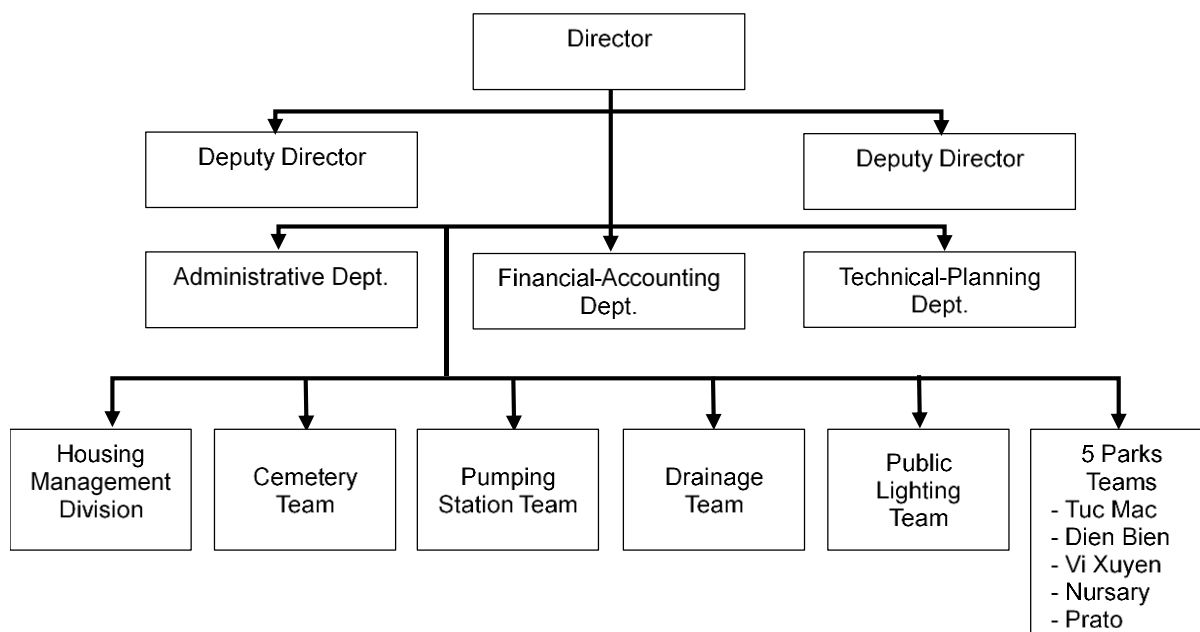 Director
Deputy Director
Deputy Director
Administrative Dept.
Financial-Accounting
Dept.
Technical-Planning
Dept.
Housing
Management
Division
Cemetery
Team
Pumping
Station Team
Drainage
Team
Public
Lighting
Team
5 Parks
Teams
- Tuc Mac
- Dien Bien
- Vi Xuyen
- Nursary
- Prato